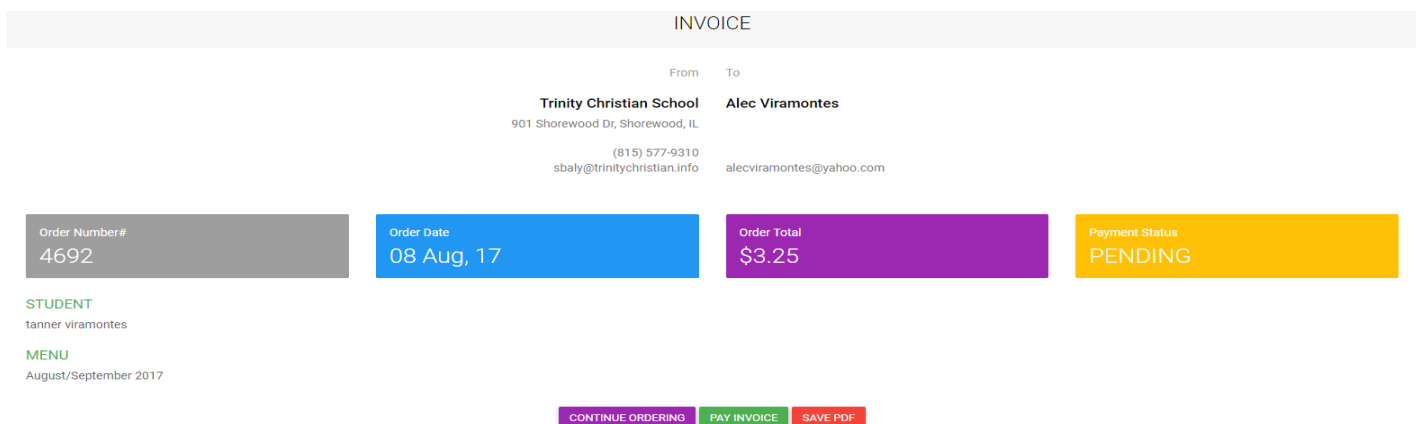 INVOICE
From
Trinity Christian School
901 Shorewood Dr, Shorewood, IL
(815) 577-9310
sbaly@trinitychristian.info
To
Alec Viramontes
alecviramontes@yahoo.com
Order Number#
4692
Order Date
08 Aug, 17
Order Total
$3.25
Payment Status
PENDING
STUDENT
tanner viramontes
MENU
August/September 2017
CONTINUE ORDERING
PAY INVOICE
SAVE PDF